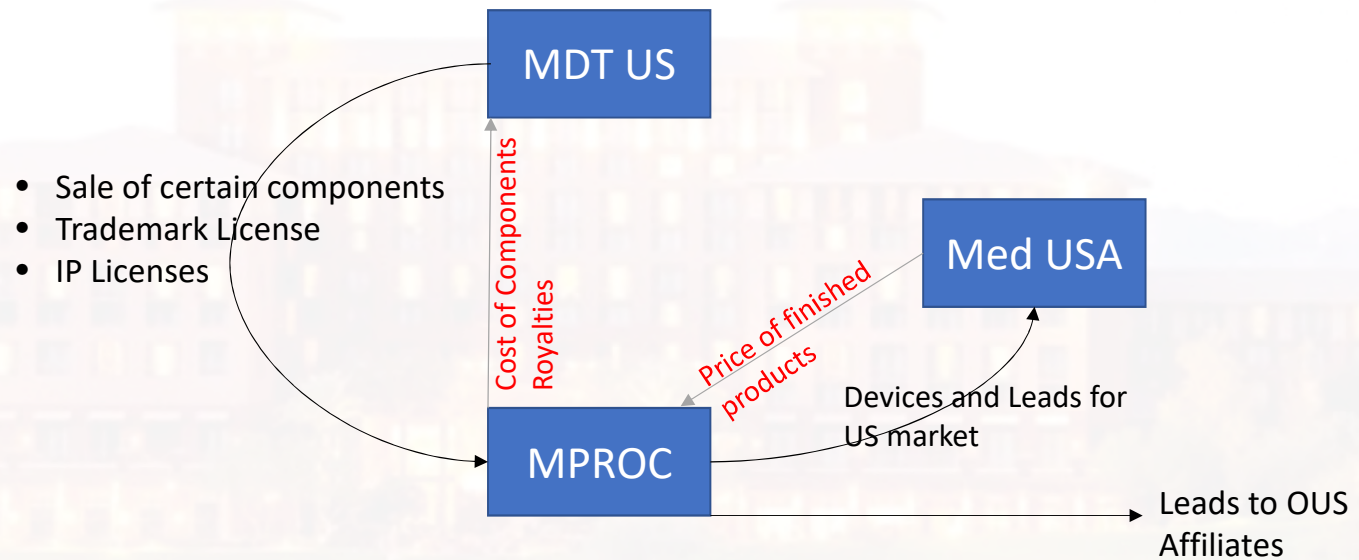 MDT US
• Sale of certain components
• Trademark License
• IP Licenses
Cost of Components
Royalties
Med USA
Price of finished
products
Devices and Leads for
US market
MPROC
Leads to OUS
Affiliates